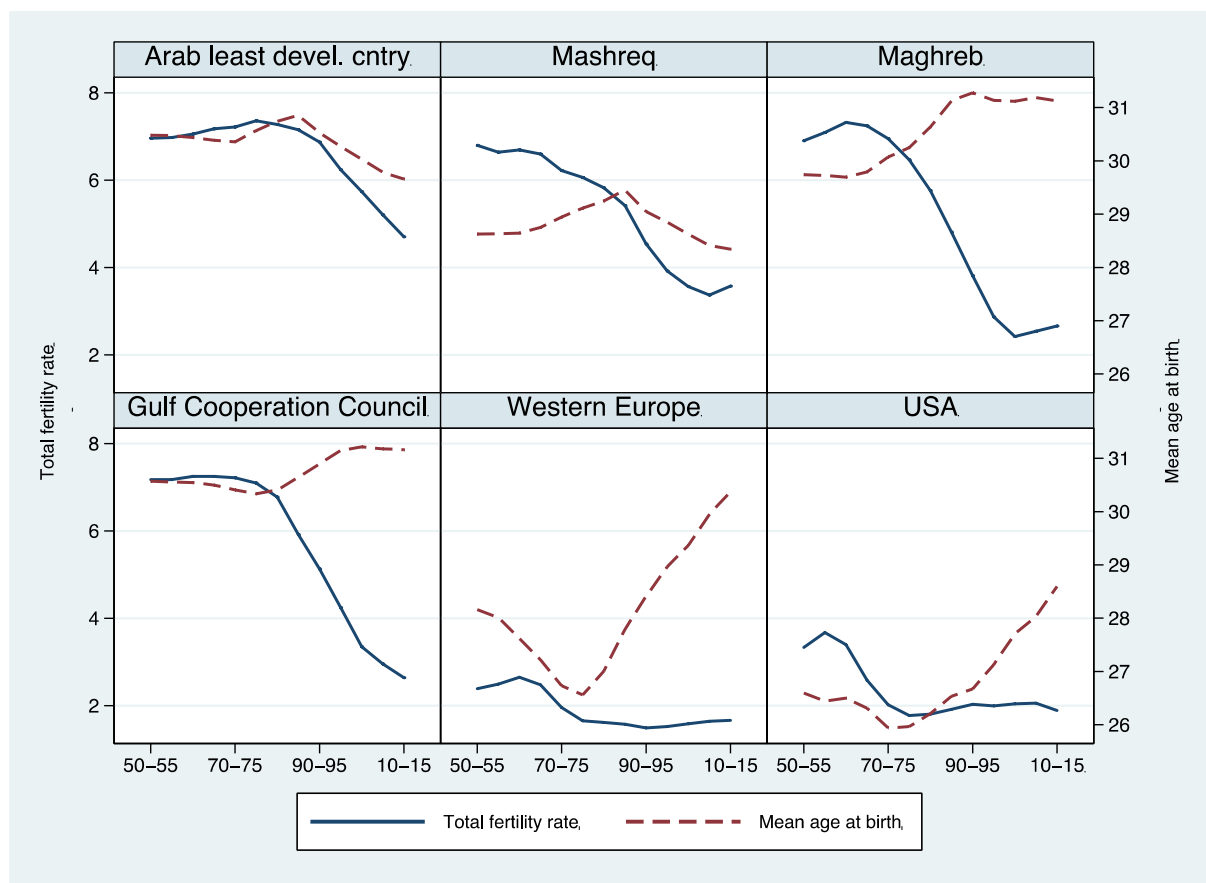 Arab least devel. cntry.
Mashreq.
Maghreb.
8
6
4
2
31
30
29
28
27
26
Total fertility rate.
Mean age at birth.
Gulf Cooperation Council.
Western Europe.
USA.
8
6
4
2
31
30
29
28
27
26
50–55 70–75 90–95 10–15
50–55 70–75 90–95 10–15
50–55 70–75 90–95 10–15.
Total fertility rate. Mean age at birth.